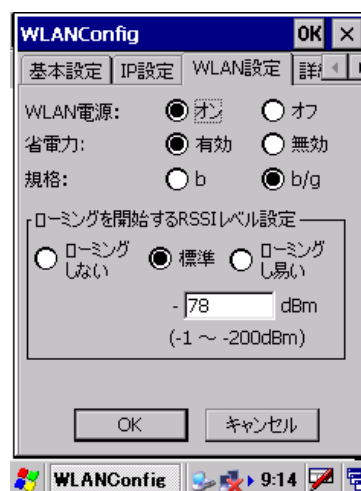 WLANConfig OK ×
基本設定 IP設定 WLAN設定
WLAN電源: オン オフ
省電力: 有効 無効
規格: b b/g
ローミングを開始するRSSIレベル設定
ローミングしない 標準 ローミングし易い
- 78 dBm
(-1 ～ -200dBm)
OK キャンセル
WLANConfig 9:14